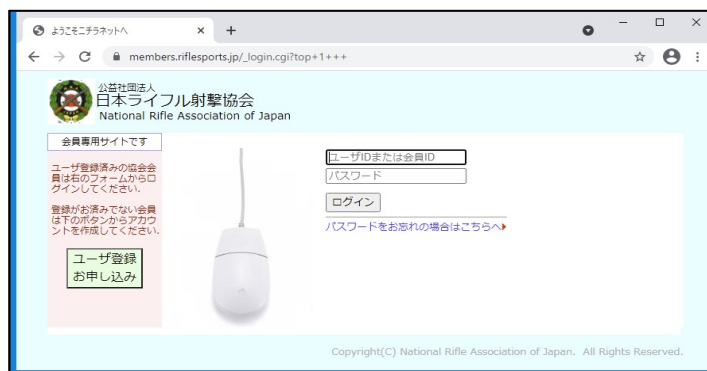 ようこそニチラネットへ
members.riflesports.jp/_login.cgi?top+1+++
公益社団法人
日本ライフル射撃協会
National Rifle Association of Japan
会員専用サイトです
ユーザ登録済みの協会会
員は右のフォームからロ
グインしてください.
登録がお済みでない会員
は下のボタンからアカウ
ントを作成してください.
ユーザ登録
お申し込み
ユーザIDまたは会員ID
パスワード
ログイン
パスワードをお忘れの場合はこちらへ
Copyright(C) National Rifle Association of Japan. All Rights Reserved.